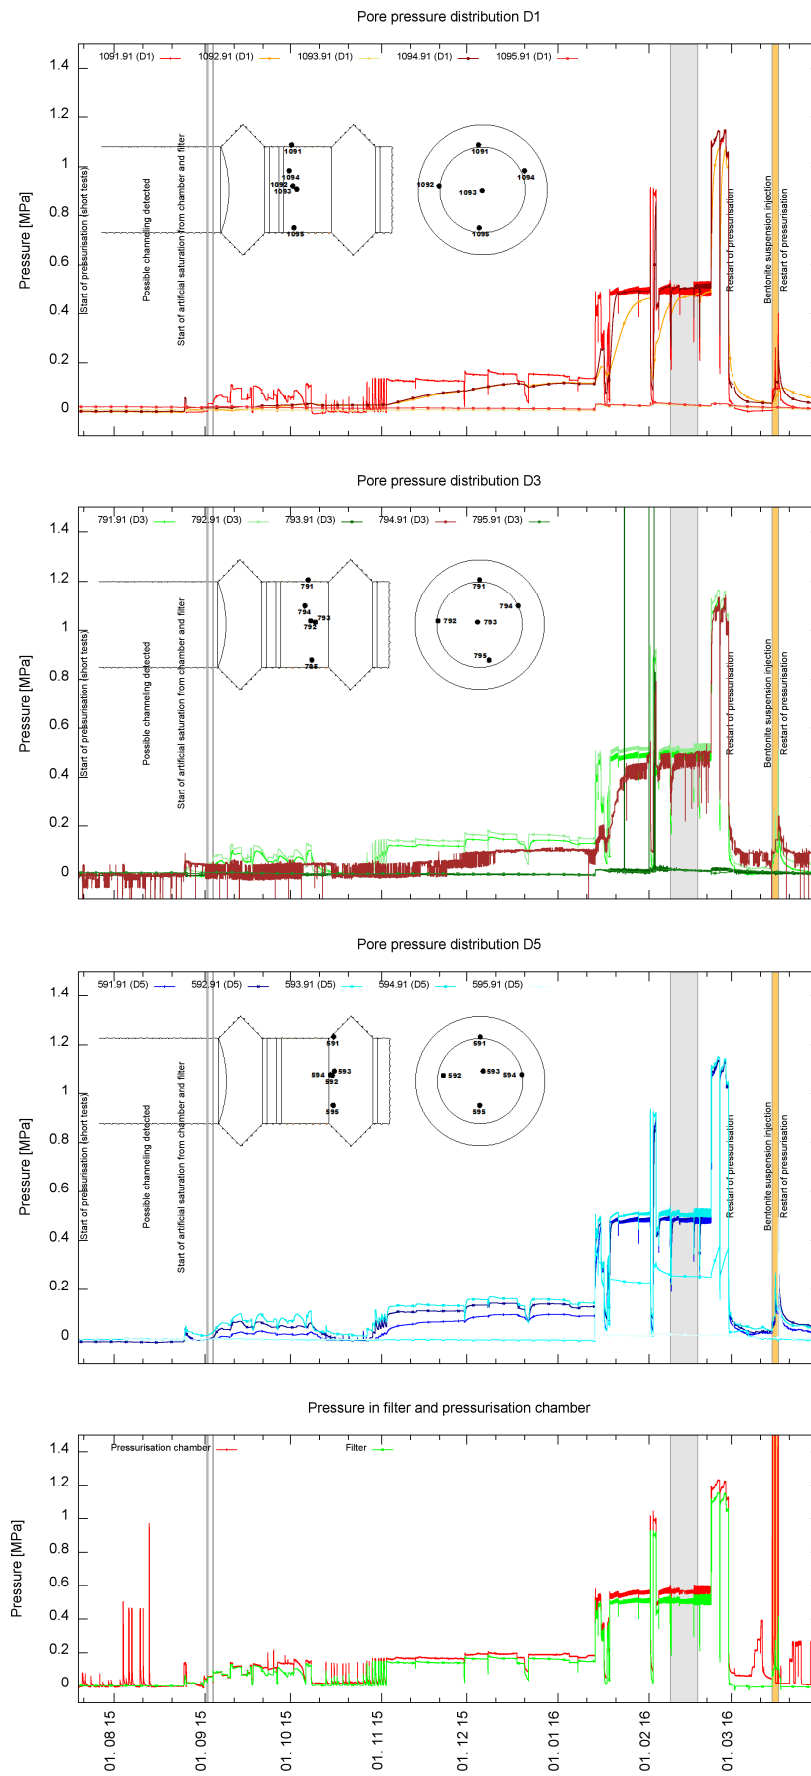 Pore pressure distribution D1
1091.91 (D1) 1092.91 (D1) 1093.91 (D1) 1094.91 (D1) 1095.91 (D1)
Pressure [MPa]
1.4
1.2
1
0.8
0.6
0.4
0.2
0
Start of pressurisation (short tests)
Possible channeling detected
Start of artificial saturation from chamber and filter
Restart of pressurisation
Bentonite suspension injection
Restart of pressurisation
1091
1094
1092
1093
1095
1091
1092
1094
1093
1095
Pore pressure distribution D3
791.91 (D3) 792.91 (D3) 793.91 (D3) 794.91 (D3) 795.91 (D3)
Pressure [MPa]
1.4
1.2
1
0.8
0.6
0.4
0.2
0
Start of pressurisation (short tests)
Possible channeling detected
Start of artificial saturation from chamber and filter
Restart of pressurisation
Bentonite suspension injection
Restart of pressurisation
791
794
793
792
795
791
794
792
793
795
Pore pressure distribution D5
591.91 (D5) 592.91 (D5) 593.91 (D5) 594.91 (D5) 595.91 (D5)
Pressure [MPa]
1.4
1.2
1
0.8
0.6
0.4
0.2
0
Start of pressurisation (short tests)
Possible channeling detected
Start of artificial saturation from chamber and filter
Restart of pressurisation
Bentonite suspension injection
Restart of pressurisation
591
594
593
592
595
591
592
593
594
595
Pressure in filter and pressurisation chamber
Pressurisation chamber Filter
Pressure [MPa]
1.4
1.2
1
0.8
0.6
0.4
0.2
0
01. 08 15
01. 09 15
01. 10 15
01. 11 15
01. 12 15
01. 01 16
01. 02 16
01. 03 16